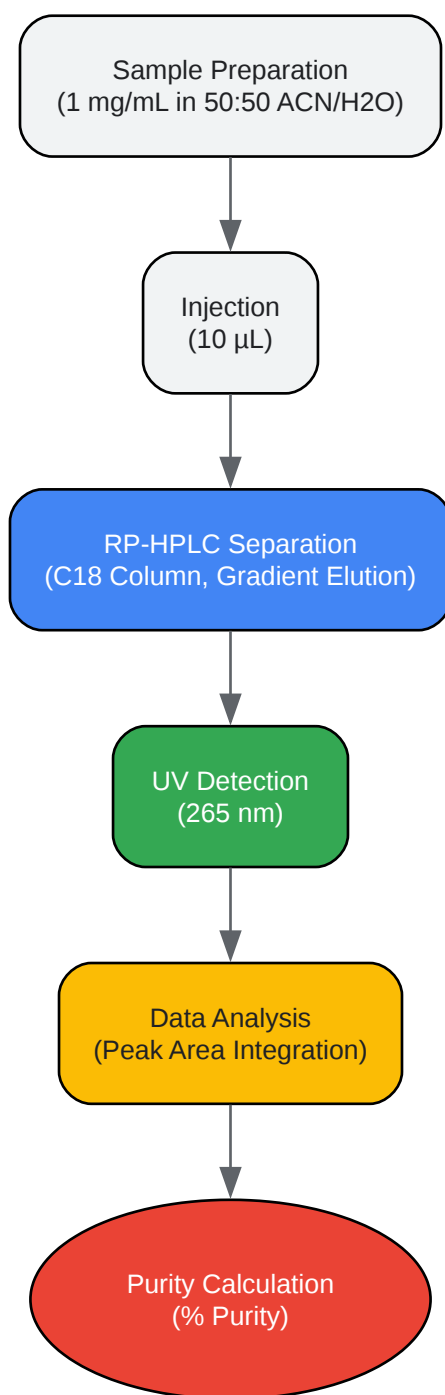 Sample Preparation
(1 mg/mL in 50:50 ACN/H2O)
Injection
(10 µL)
RP-HPLC Separation
(C18 Column, Gradient Elution)
UV Detection
(265 nm)
Data Analysis
(Peak Area Integration)
Purity Calculation
(% Purity)